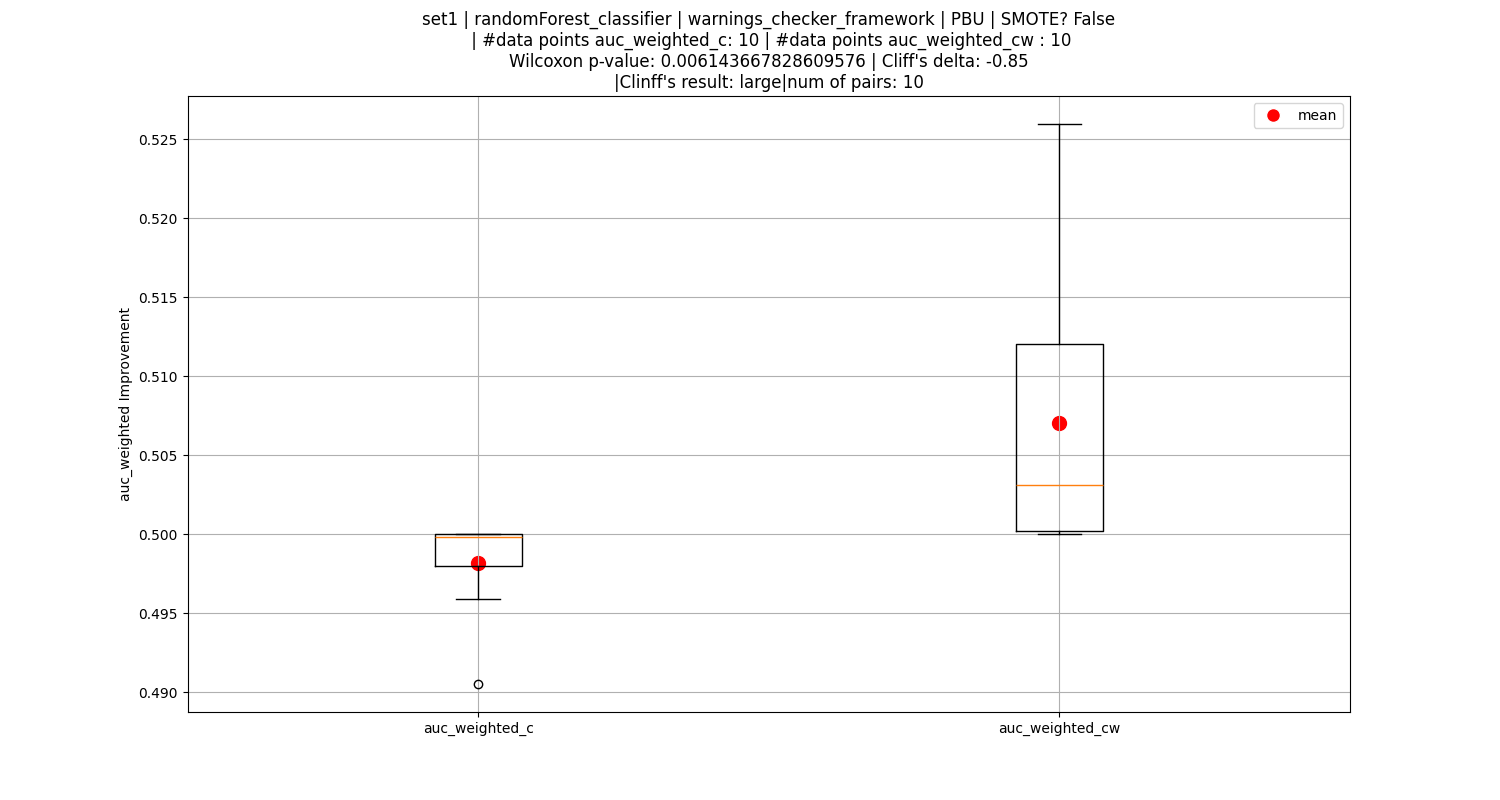 set1 | randomForest_classifier | warnings_checker_framework | PBU | SMOTE? False
| #data points auc_weighted_c: 10 | #data points auc_weighted_cw : 10
Wilcoxon p-value: 0.006143667828609576 | Cliff's delta: -0.85
|Clinff's result: large|num of pairs: 10
mean
0.525
0.520
0.515
0.510
0.505
0.500
0.495
0.490
auc_weighted Improvement
auc_weighted_c
auc_weighted_cw